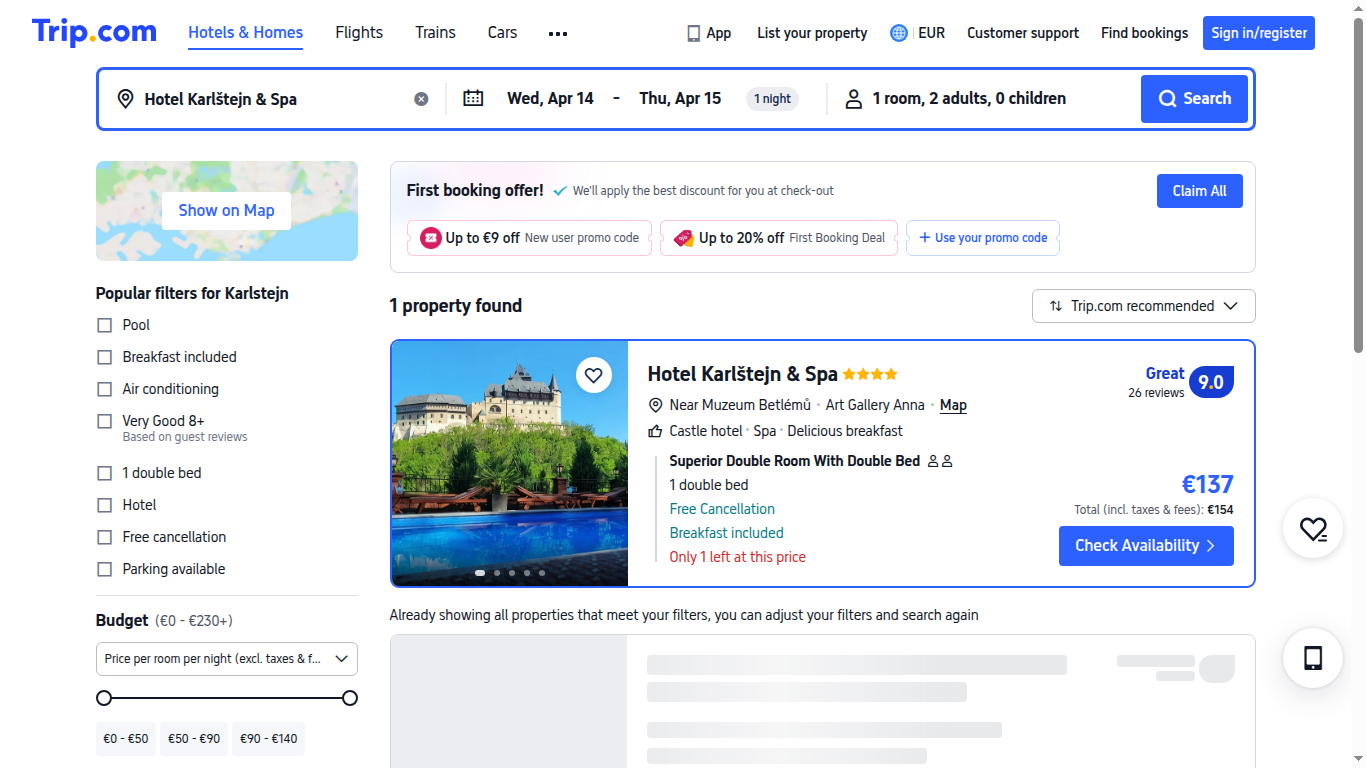 Trip.com
Hotels & Homes
Flights
Trains
Cars
App
List your property
EUR
Customer support
Find bookings
Sign in/register
Hotel Karlštejn & Spa
Wed, Apr 14 - Thu, Apr 15
1 night
1 room, 2 adults, 0 children
Search
Show on Map
Popular filters for Karlstejn
Pool
Breakfast included
Air conditioning
Very Good 8+
Based on guest reviews
1 double bed
Hotel
Free cancellation
Parking available
Budget (€0 - €230+)
Price per room per night (excl. taxes & f...
€0 - €50
€50 - €90
€90 - €140
First booking offer!
We'll apply the best discount for you at check-out
Claim All
Up to €9 off New user promo code
Up to 20% off First Booking Deal
+ Use your promo code
1 property found
Trip.com recommended
Hotel Karlštejn & Spa
Great
26 reviews
9.0
Near Muzeum Betlémů · Art Gallery Anna · Map
Castle hotel · Spa · Delicious breakfast
Superior Double Room With Double Bed
1 double bed
Free Cancellation
Breakfast included
Only 1 left at this price
€137
Total (incl. taxes & fees): €154
Check Availability
Already showing all properties that meet your filters, you can adjust your filters and search again